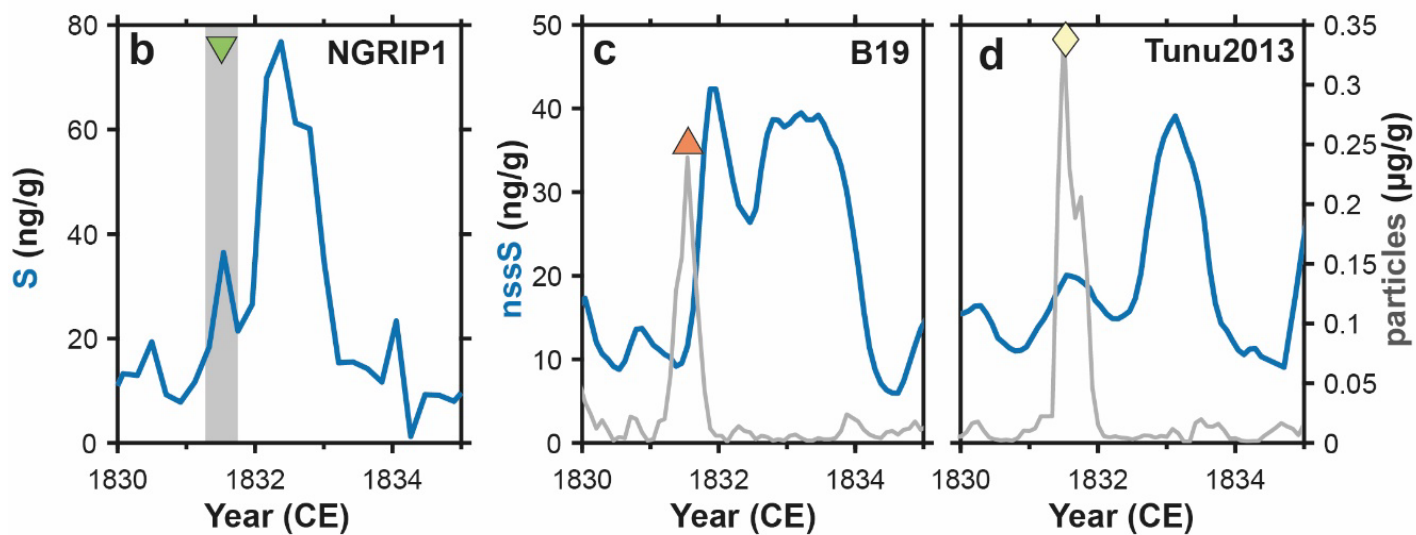 b NGRIP1
S (ng/g)
80
60
40
20
0
1830 1832 1834
Year (CE)
c B19
nssS (ng/g)
50
40
30
20
10
0
1830 1832 1834
Year (CE)
d Tunu2013
0.35
0.3
0.25
0.2
0.15
0.1
0.05
0
particles (µg/g)
1830 1832 1834
Year (CE)